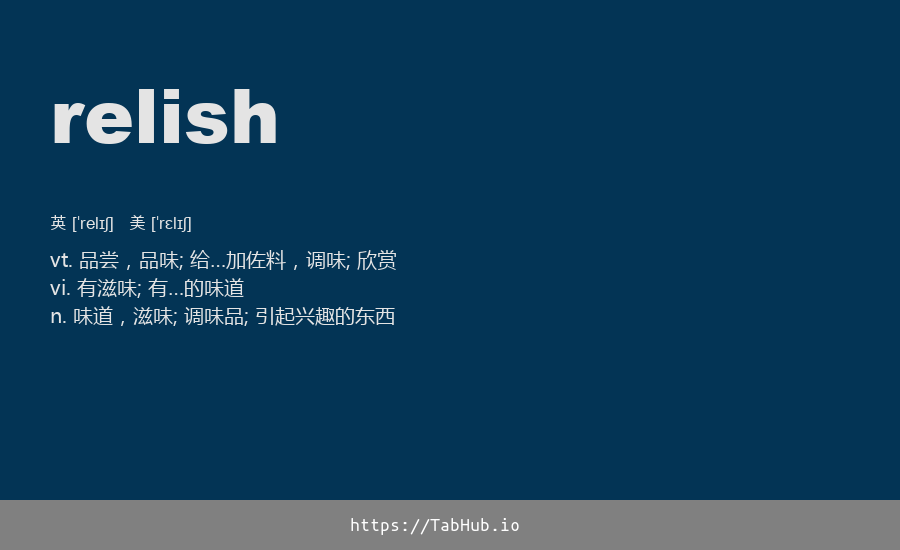 relish
英 ['relɪʃ] 美 ['rɛlɪʃ]
vt. 品尝，品味; 给...加佐料，调味; 欣赏
vi. 有滋味; 有...的味道
n. 味道，滋味; 调味品; 引起兴趣的东西
https://TabHub.io